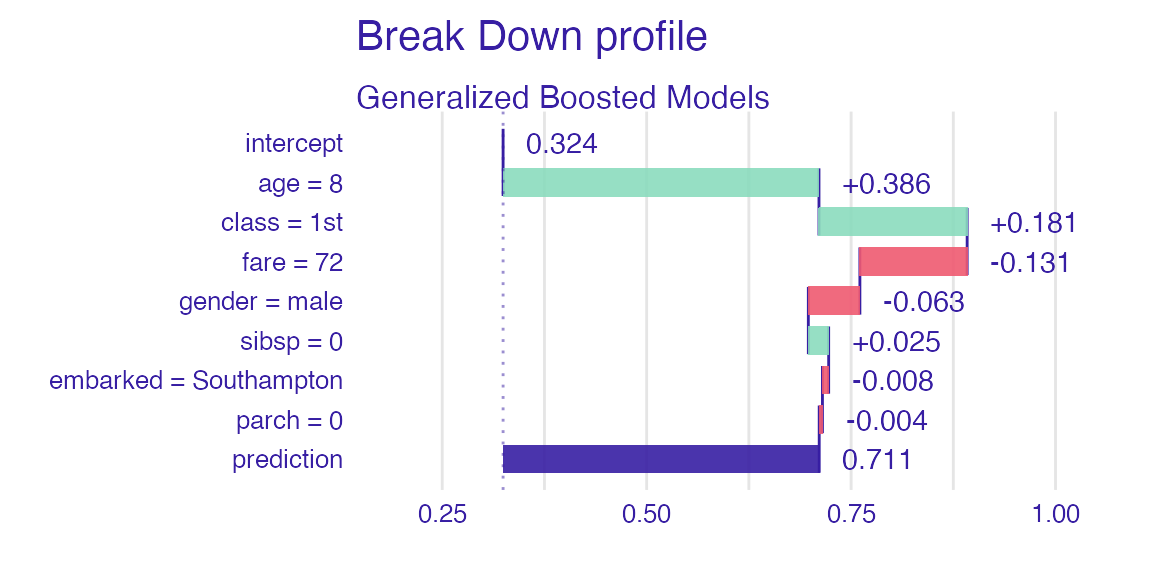 Break Down profile
Generalized Boosted Models
intercept 0.324
age = 8 +0.386
class = 1st +0.181
fare = 72 -0.131
gender = male -0.063
sibsp = 0 +0.025
embarked = Southampton -0.008
parch = 0 -0.004
prediction 0.711
0.25 0.50 0.75 1.00